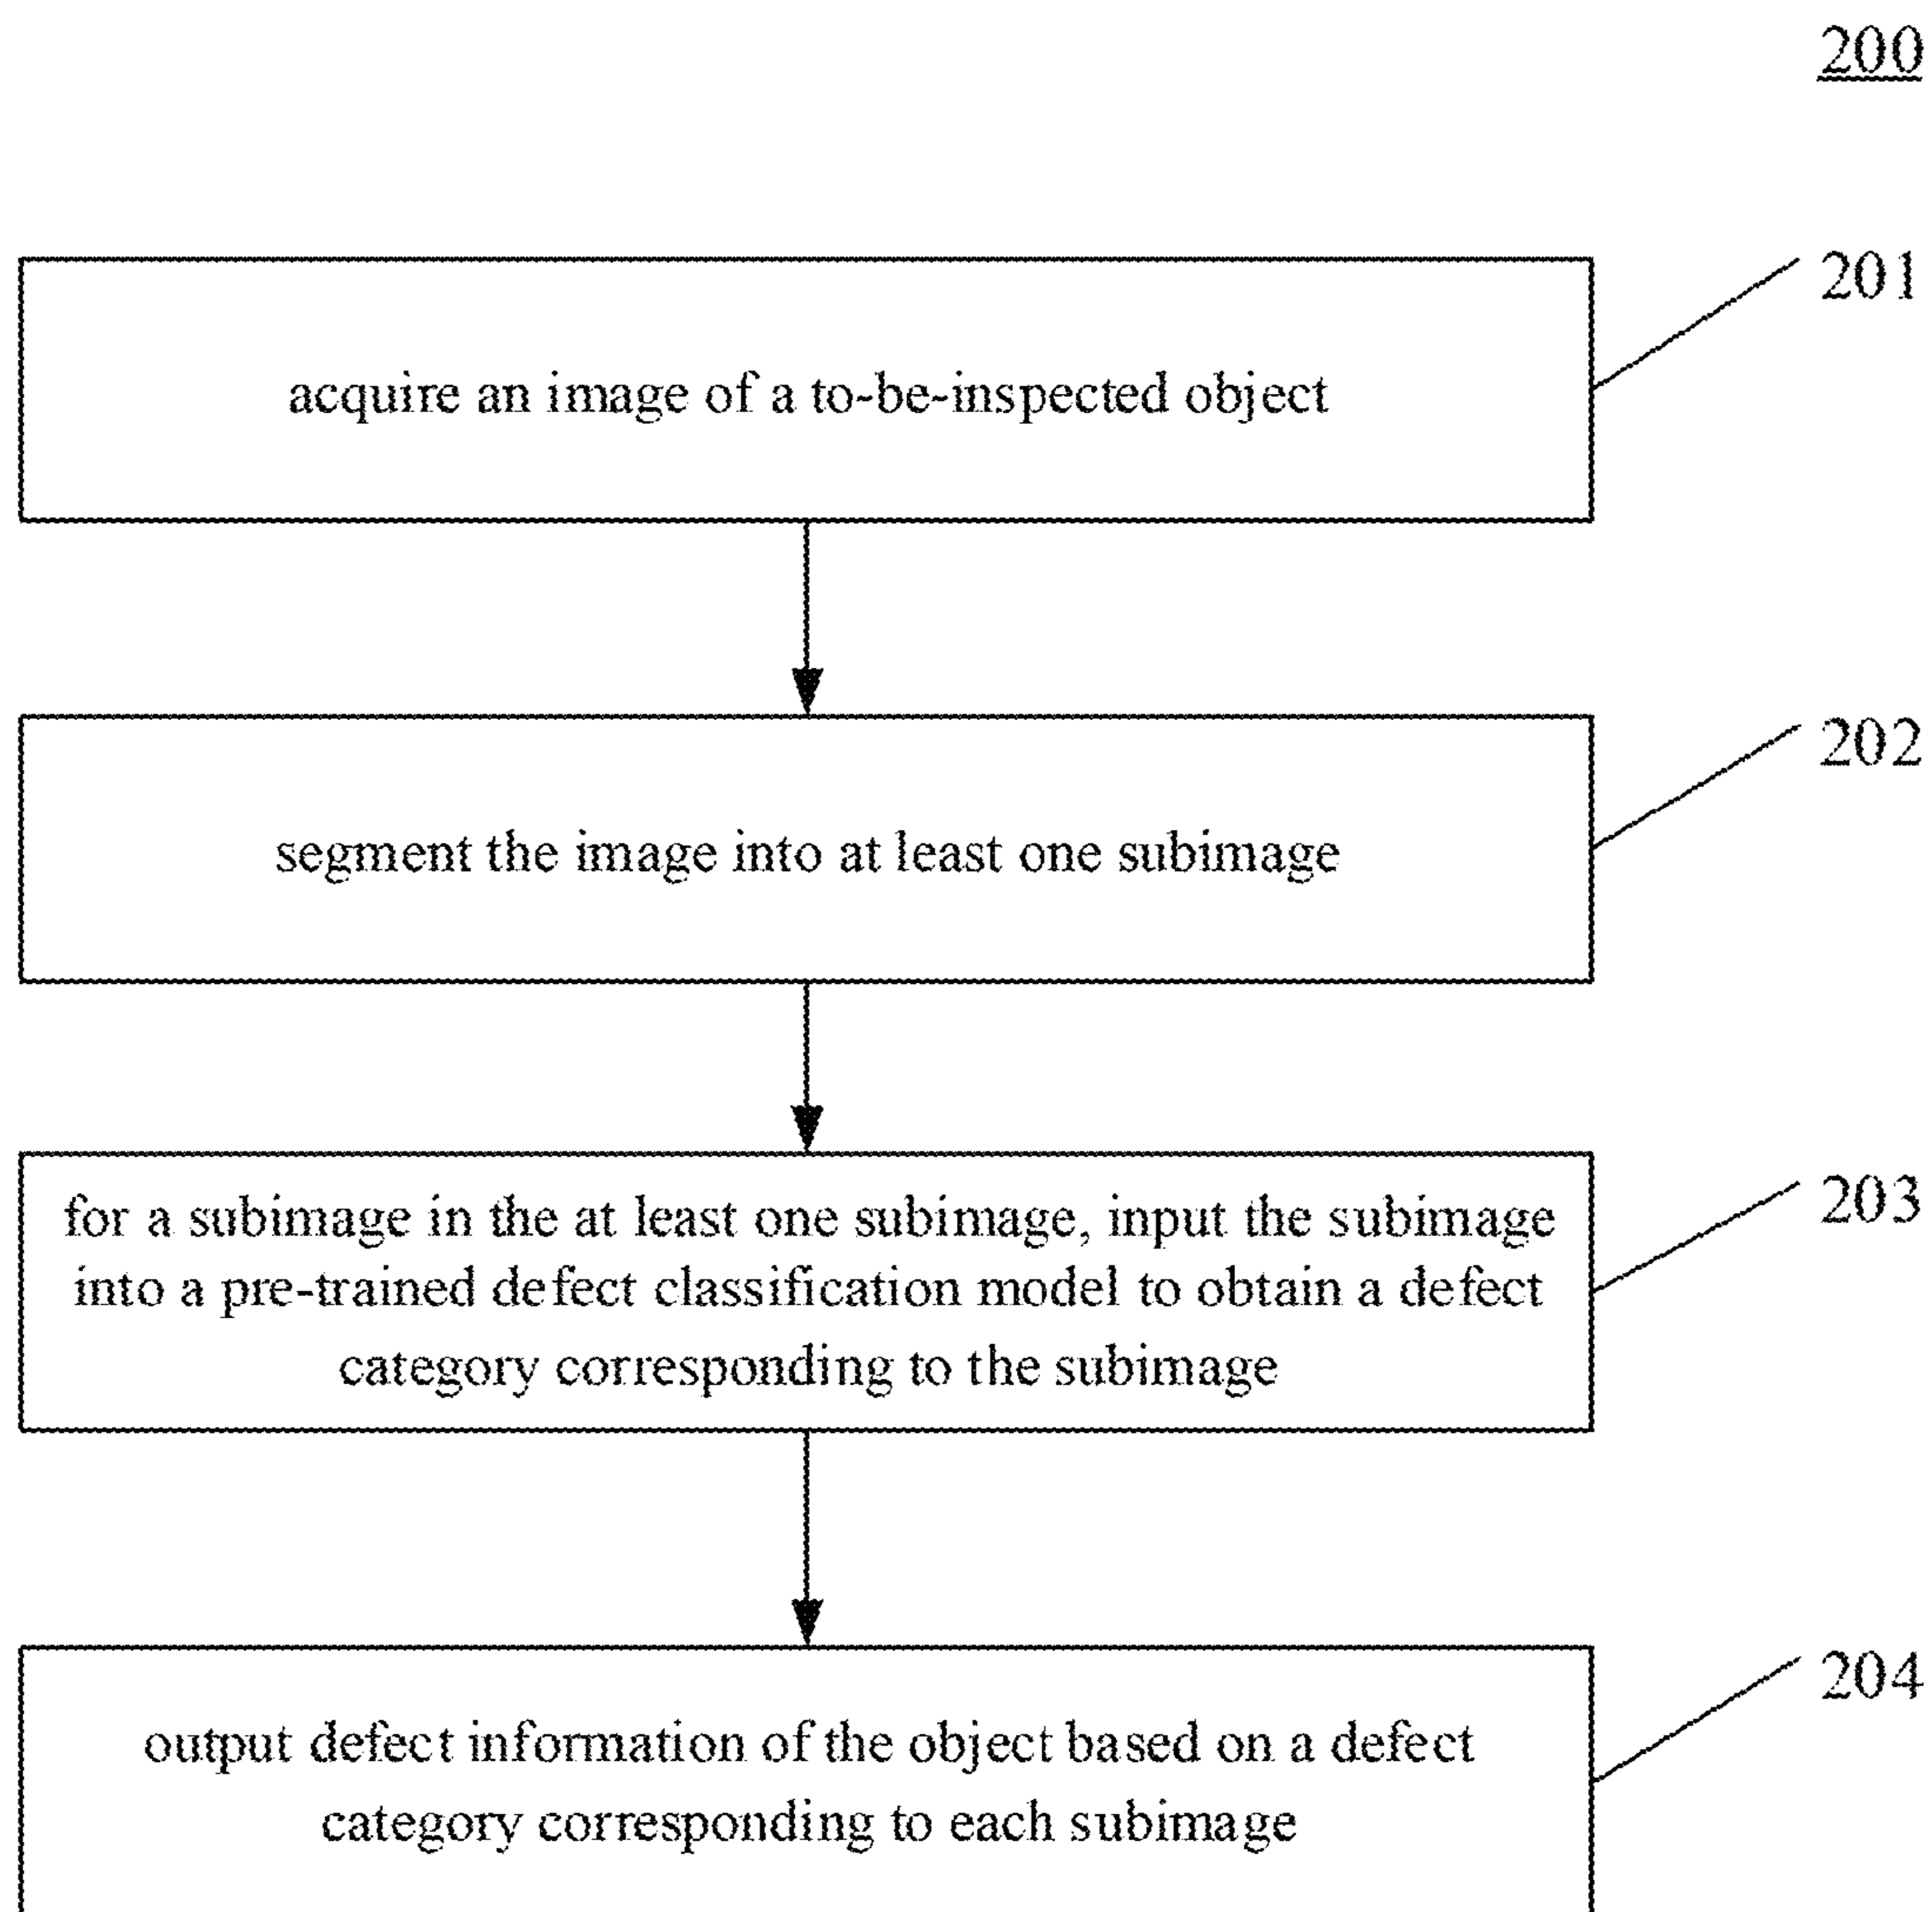 200
201
acquire an image of a to-be-inspected object
202
segment the image into at least one subimage
203
for a subimage in the at least one subimage, input the subimage
into a pre-trained defect classification model to obtain a defect
category corresponding to the subimage
204
output defect information of the object based on a defect
category corresponding to each subimage